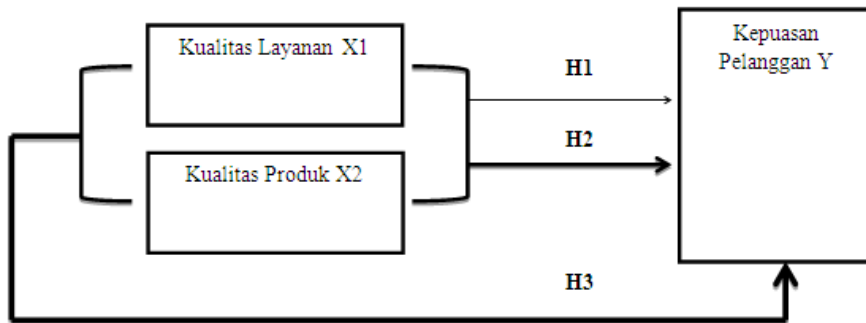 Kualitas Layanan X1
Kualitas Produk X2
H1
H2
H3
Kepuasan
Pelanggan Y